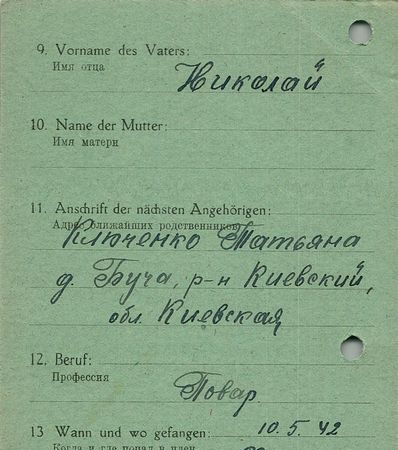 9. Vorname des Vaters:
Имя отца
Николай
10. Name der Mutter:
Имя матери
11. Anschrift der nächsten Angehörigen:
Адрес ближайших родственников
Ключенко Татьяна
д. Буча, р-н Киевский,
обл. Киевская
12. Beruf:
Профессия
Повар
13 Wann und wo gefangen: 10.5.42
Когда и где попал в плен